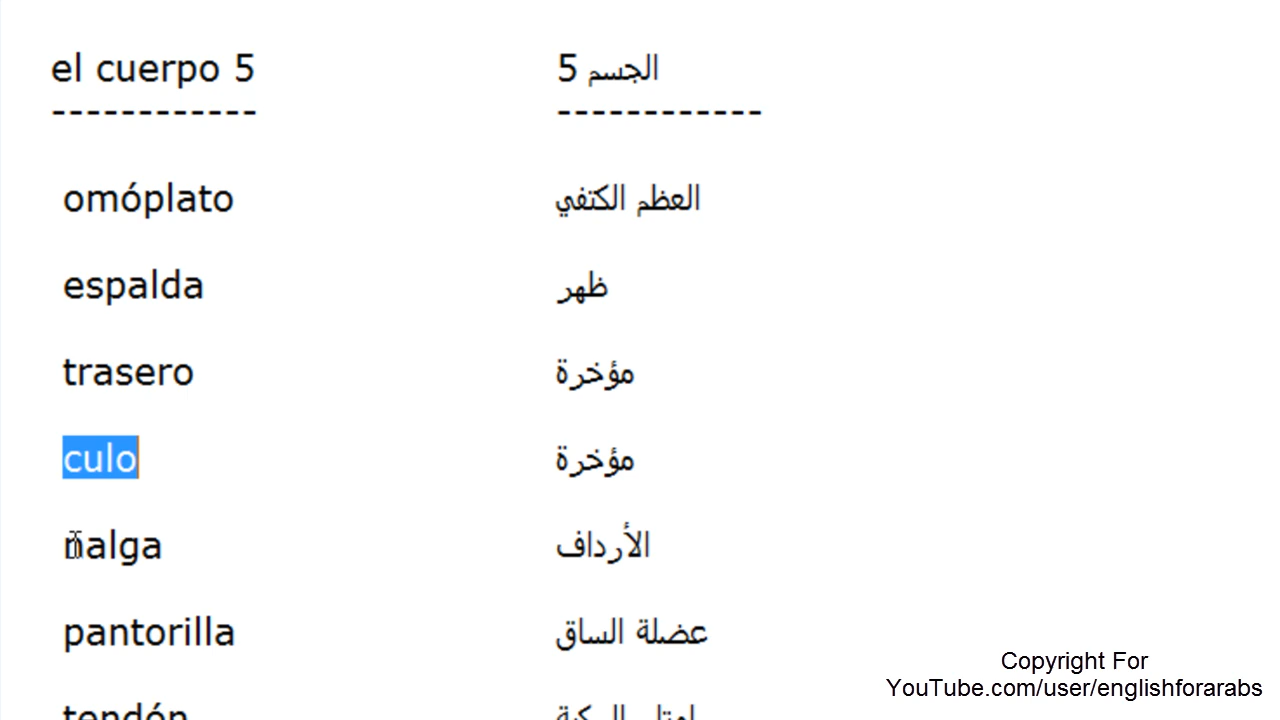 el cuerpo 5 الجسم 5
------------ ------------
omóplato العظم الكتفي
espalda ظهر
trasero مؤخرة
culo مؤخرة
nalga الأرداف
pantorilla عضلة الساق
tendón
Copyright For
YouTube.com/user/englishforarabs